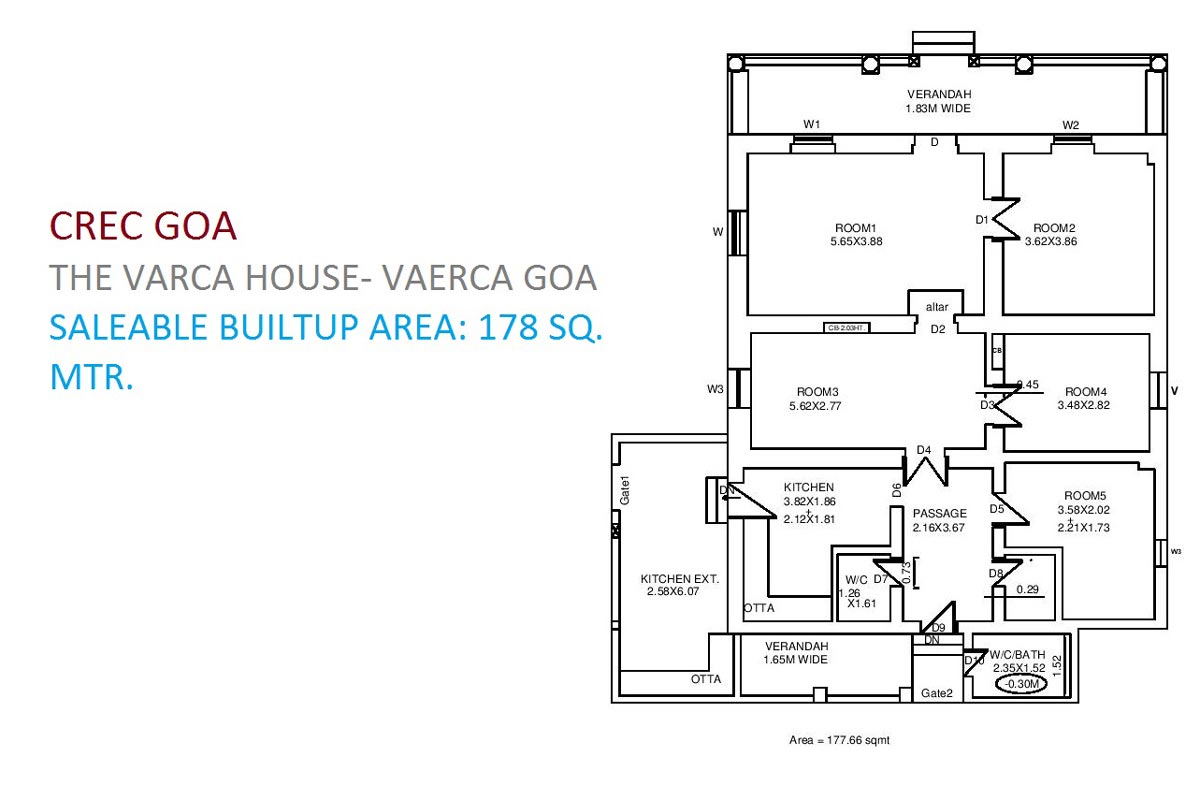 CREC GOA
THE VARCA HOUSE- VAERCA GOA
SALEABLE BUILTUP AREA: 178 SQ.
MTR.
VERANDAH
1.83M WIDE
W1
W2
D
W
ROOM1
5.65X3.88
D1
ROOM2
3.62X3.86
altar
CB 2.03HT.
D2
CB
W3
ROOM3
5.62X2.77
0.45
D3
ROOM4
3.48X2.82
V
D4
Gate1
DN
KITCHEN
3.82X1.86
+
2.12X1.81
D6
PASSAGE
2.16X3.67
D5
ROOM5
3.58X2.02
+
2.21X1.73
W3
KITCHEN EXT.
2.58X6.07
W/C
1.26
X1.61
D7
0.73
D8
0.29
OTTA
D9
DN
VERANDAH
1.65M WIDE
D10
W/C/BATH
2.35X1.52
-0.30M
1.52
OTTA
Gate2
Area = 177.66 sqmt